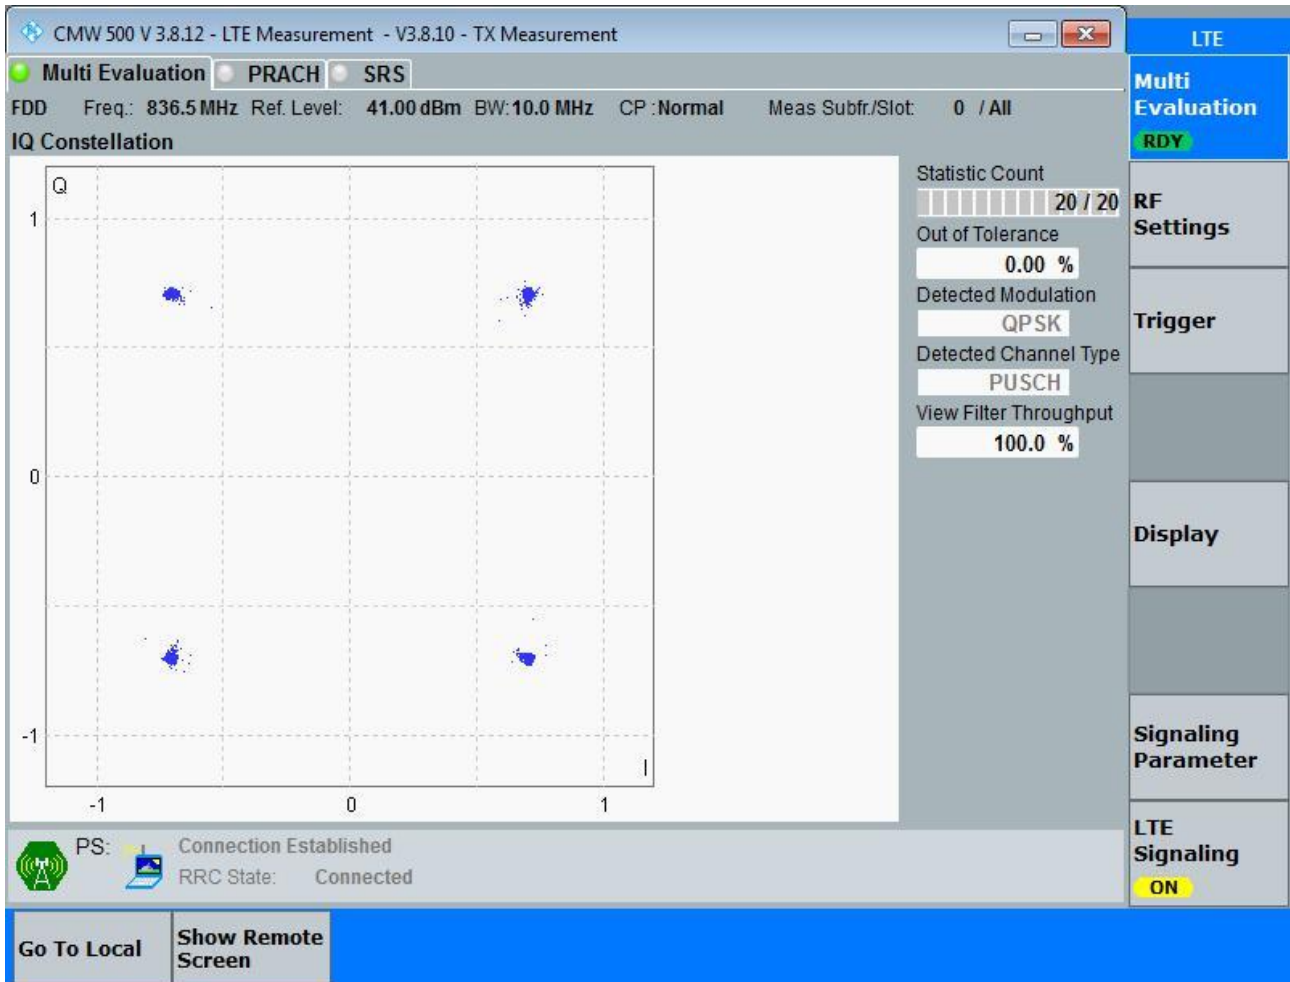 CMW 500 V 3.8.12 - LTE Measurement - V3.8.10 - TX Measurement
LTE
Multi Evaluation PRACH SRS
FDD Freq.: 836.5 MHz Ref. Level: 41.00 dBm BW: 10.0 MHz CP : Normal Meas Subfr./Slot: 0 / All
IQ Constellation
Q
1
0
-1
I
-1 0 1
Statistic Count
20 / 20
Out of Tolerance
0.00 %
Detected Modulation
QPSK
Detected Channel Type
PUSCH
View Filter Throughput
100.0 %
Multi
Evaluation
RDY
RF
Settings
Trigger
Display
Signaling
Parameter
LTE
Signaling
ON
PS: Connection Established
RRC State: Connected
Go To Local
Show Remote
Screen